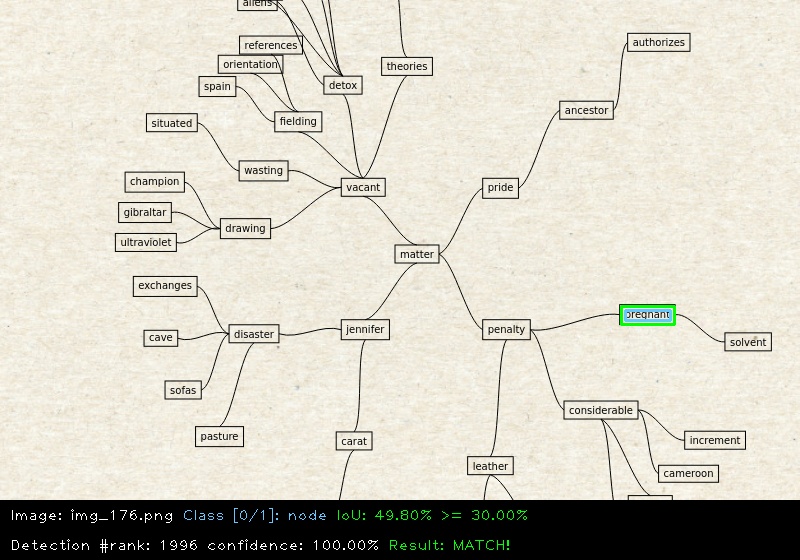 aliens
references
orientation
spain
detox
theories
authorizes
fielding
ancestor
situated
wasting
vacant
pride
champion
gibraltar
drawing
ultraviolet
matter
exchanges
pregnant
cave
disaster
jennifer
penalty
solvent
sofas
considerable
pasture
carat
increment
leather
cameroon
Image: img_176.png Class [0/1]: node IoU: 49.80% >= 30.00%
Detection #rank: 1996 confidence: 100.00% Result: MATCH!